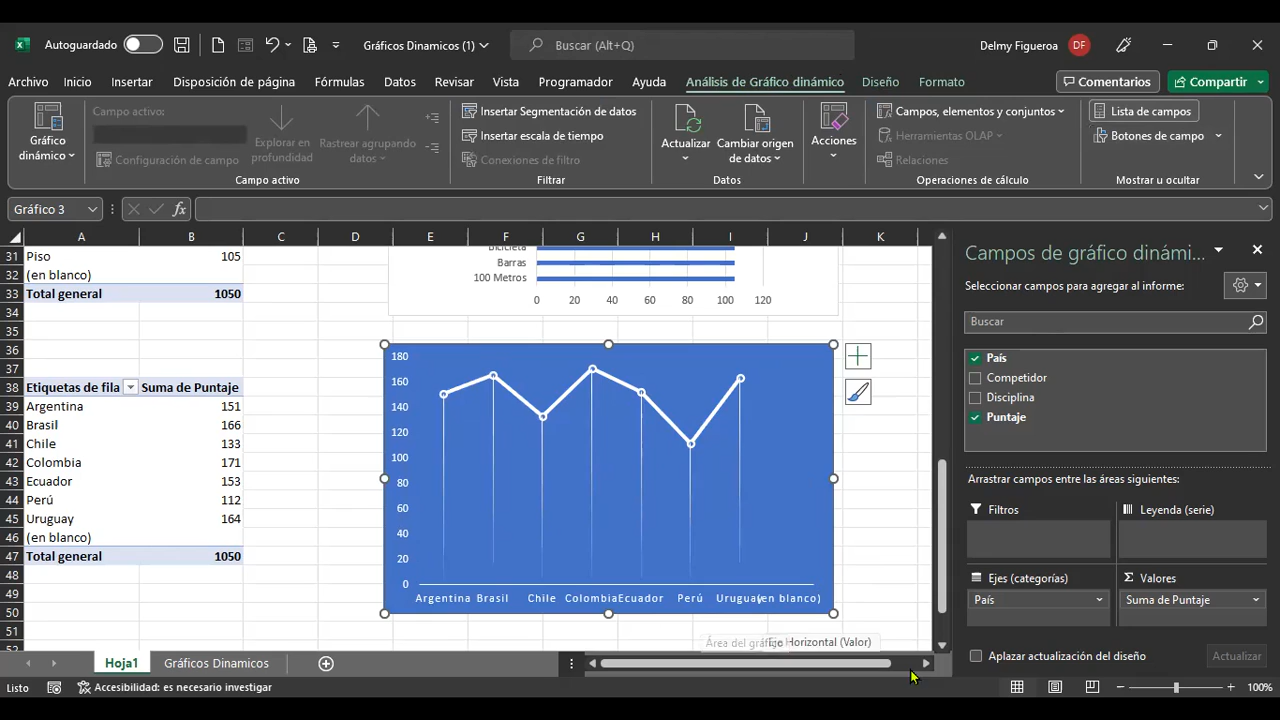 Autoguardado
Gráficos Dinamicos (1)
Buscar (Alt+Q)
Delmy Figueroa
DF
Archivo Inicio Insertar Disposición de página Fórmulas Datos Revisar Vista Programador Ayuda Análisis de Gráfico dinámico Diseño Formato
Comentarios
Compartir
Gráfico
dinámico
Campo activo:
Configuración de campo
Explorar en
profundidad
Rastrear agrupando
datos
Campo activo
Insertar Segmentación de datos
Insertar escala de tiempo
Conexiones de filtro
Filtrar
Actualizar
Cambiar origen
de datos
Datos
Acciones
Campos, elementos y conjuntos
Herramientas OLAP
Relaciones
Operaciones de cálculo
Lista de campos
Botones de campo
Mostrar u ocultar
Gráfico 3
fx
A B C D E F G H I J K
31 Piso 105
32 (en blanco)
33 Total general 1050
34
35
36
37
38 Etiquetas de fila Suma de Puntaje
39 Argentina 151
40 Brasil 166
41 Chile 133
42 Colombia 171
43 Ecuador 153
44 Perú 112
45 Uruguay 164
46 (en blanco)
47 Total general 1050
48
49
50
51
Bicicleta
Barras
100 Metros
0 20 40 60 80 100 120
180
160
140
120
100
80
60
40
20
0
Argentina Brasil Chile Colombia Ecuador Perú Uruguay (en blanco)
Área del gráfico
Eje Horizontal (Valor)
Campos de gráfico dinámi...
Seleccionar campos para agregar al informe:
Buscar
País
Competidor
Disciplina
Puntaje
Arrastrar campos entre las áreas siguientes:
Filtros
Leyenda (serie)
Ejes (categorías)
País
Σ Valores
Suma de Puntaje
Aplazar actualización del diseño
Actualizar
Hoja1
Gráficos Dinamicos
Listo
Accesibilidad: es necesario investigar
100%